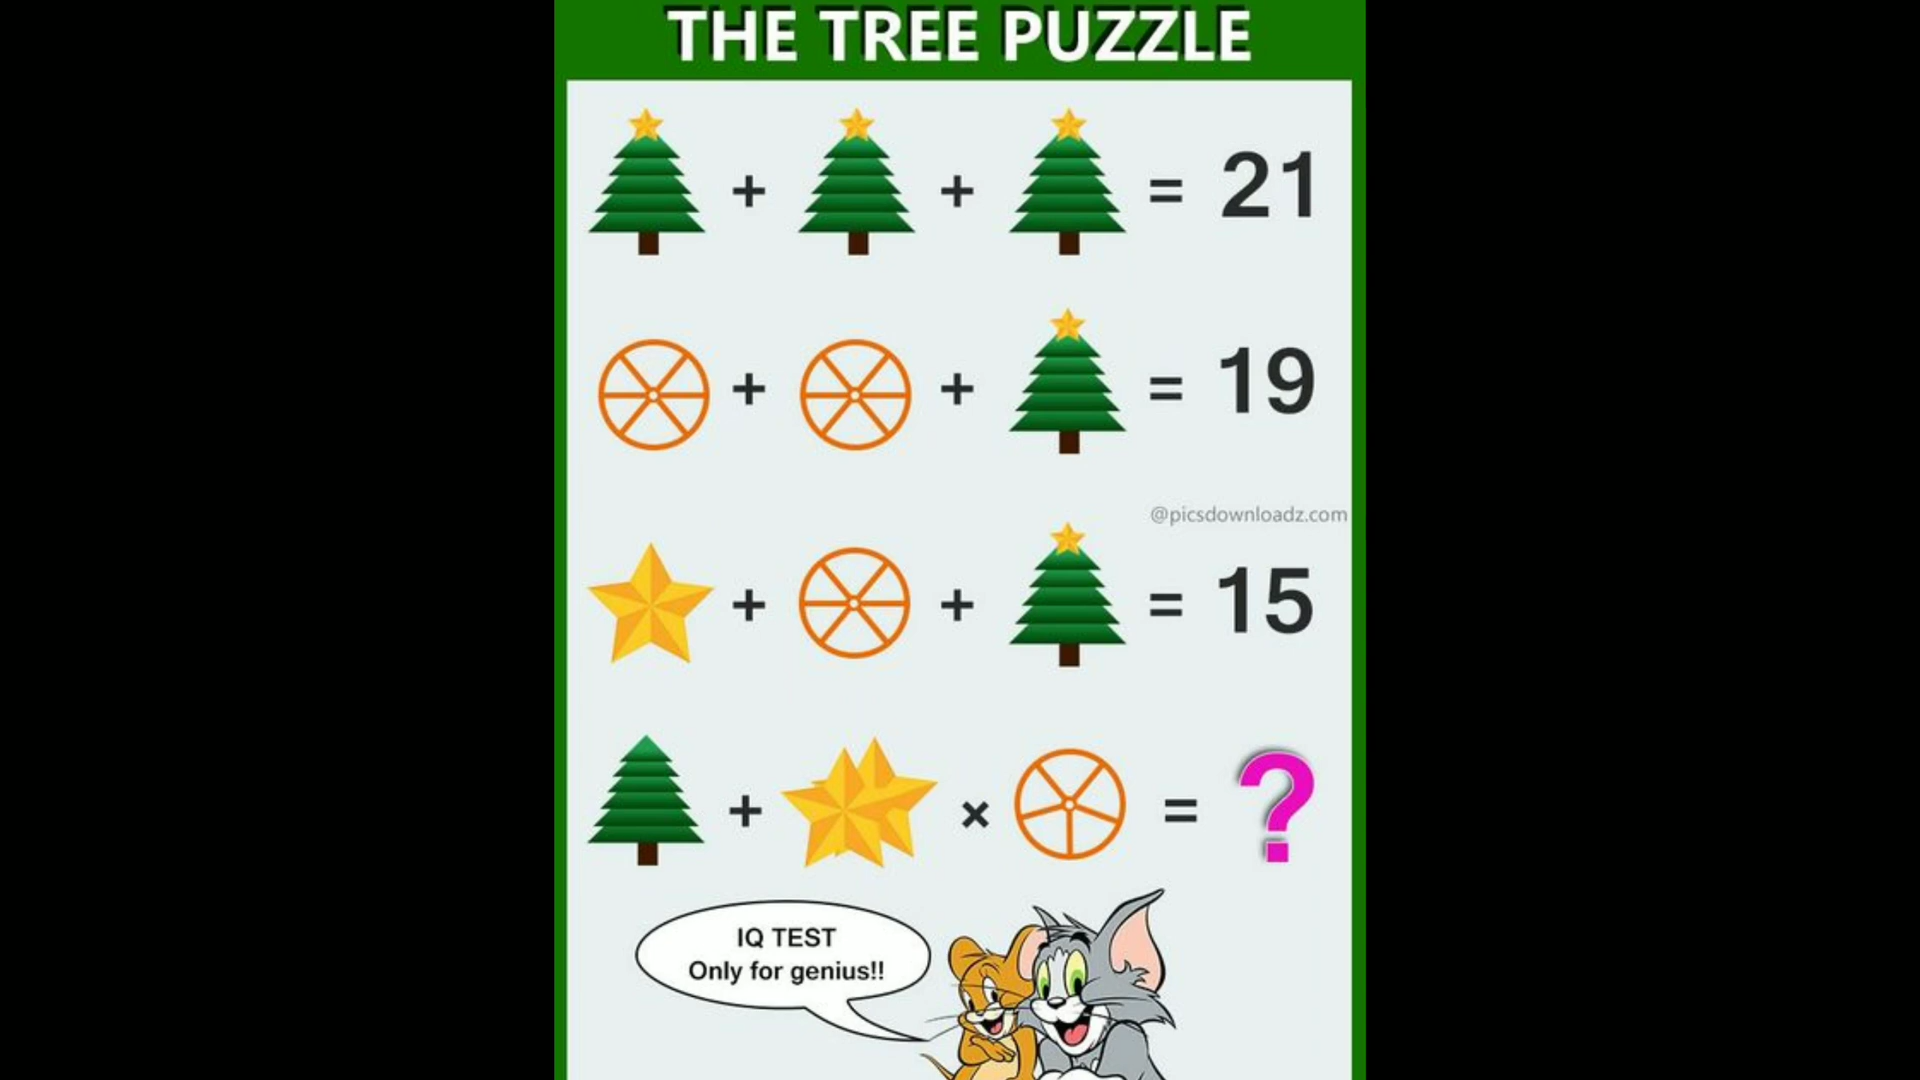 THE TREE PUZZLE
+ + = 21
+ + = 19
@picsdownloadz.com
+ + = 15
+ × = ?
IQ TEST
Only for genius!!